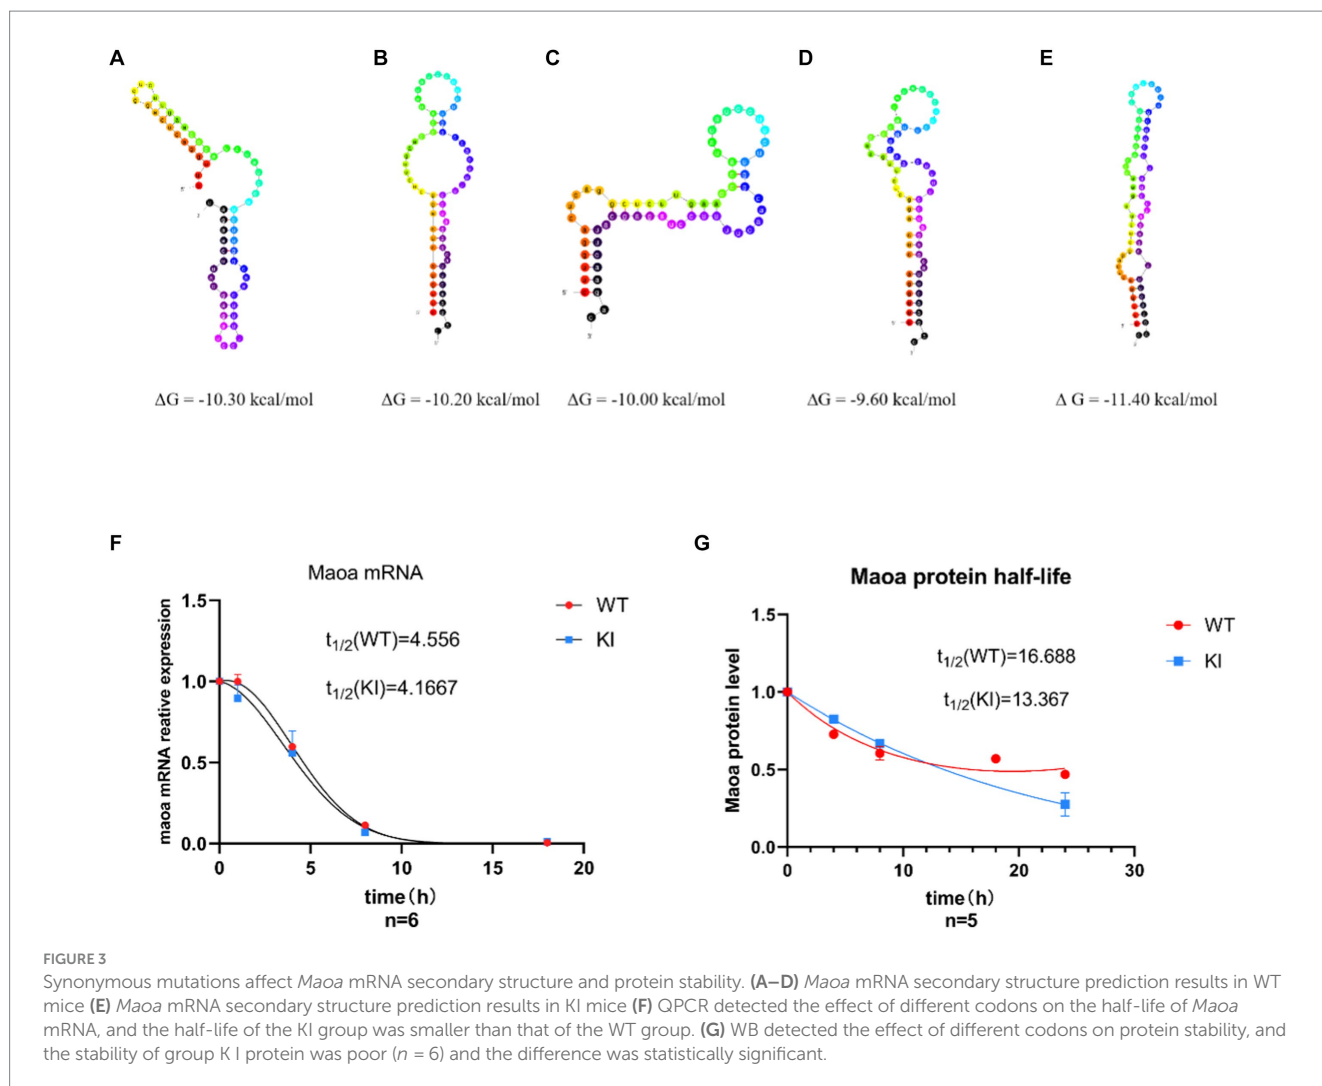 A
B
C
D
E
ΔG = -10.30 kcal/mol
ΔG = -10.20 kcal/mol
ΔG = -10.00 kcal/mol
ΔG = -9.60 kcal/mol
Δ G = -11.40 kcal/mol
F
Maoa mRNA
maoa mRNA reative expression
1.5
1.0
0.5
0.0
0
5
10
15
20
time(h)
n=6
t1/2(WT)=4.556
t1/2(KI)=4.1667
WT
KI
G
Maoa protein half-life
Maoa protein level
1.5
1.0
0.5
0.0
0
10
20
30
time(h)
n=5
t1/2(WT)=16.688
t1/2(KI)=13.367
WT
KI
FIGURE 3
Synonymous mutations affect Maoa mRNA secondary structure and protein stability. (A–D) Maoa mRNA secondary structure prediction results in WT
mice (E) Maoa mRNA secondary structure prediction results in KI mice (F) QPCR detected the effect of different codons on the half-life of Maoa
mRNA, and the half-life of the KI group was smaller than that of the WT group. (G) WB detected the effect of different codons on protein stability, and
the stability of group K I protein was poor (n = 6) and the difference was statistically significant.